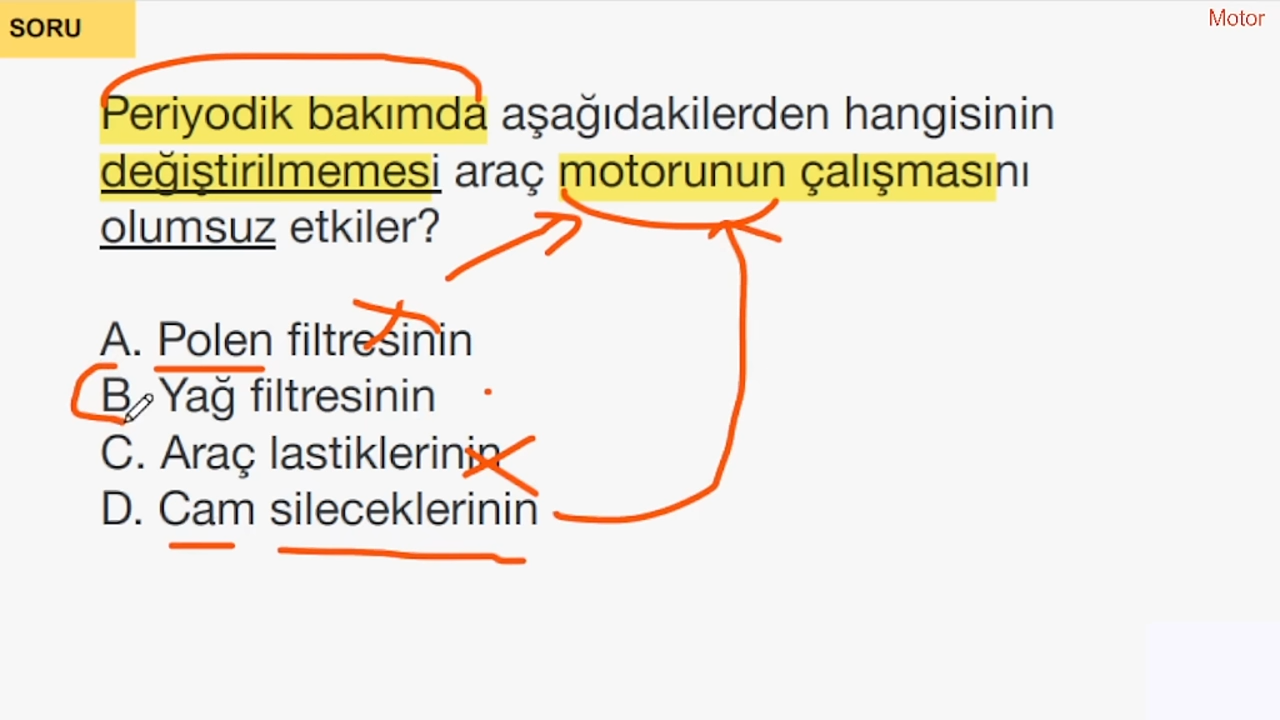 SORU
Motor
Periyodik bakımda aşağıdakilerden hangisinin
değiştirilmemesi araç motorunun çalışmasını
olumsuz etkiler?
A. Polen filtresinin
B. Yağ filtresinin
C. Araç lastiklerinin
D. Cam sileceklerinin